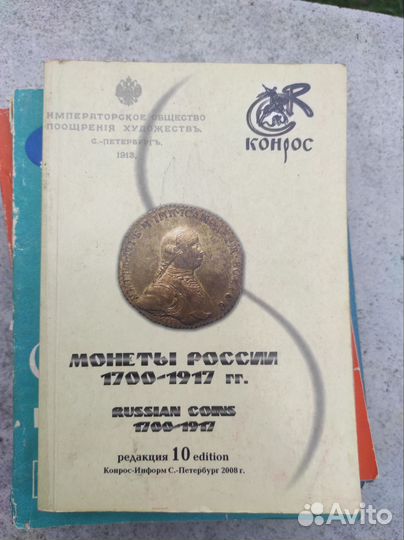 ИМПЕРАТОРСКОЕ ОБЩЕСТВО
ПООЩРЕНІЯ ХУДОЖЕСТВЪ.
С.-ПЕТЕРБУРГЪ.
1913.
КОНРОС
МОНЕТЫ РОССИИ
1700-1917 гг.
RUSSIAN COINS
1700-1917
редакция 10 edition
Конрос-Информ С.-Петербург 2008 г.
Avito